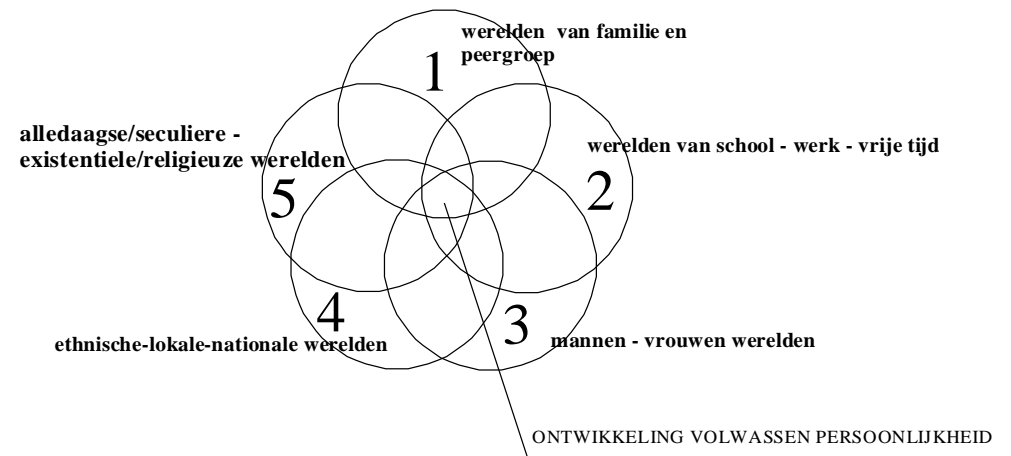 werelden van familie en
peergroep
1
alledaagse/seculiere -
existentiele/religieuze werelden
5
werelden van school - werk - vrije tijd
2
4
ethnische-lokale-nationale werelden
3
mannen - vrouwen werelden
ONTWIKKELING VOLWASSEN PERSOONLIJKHEID